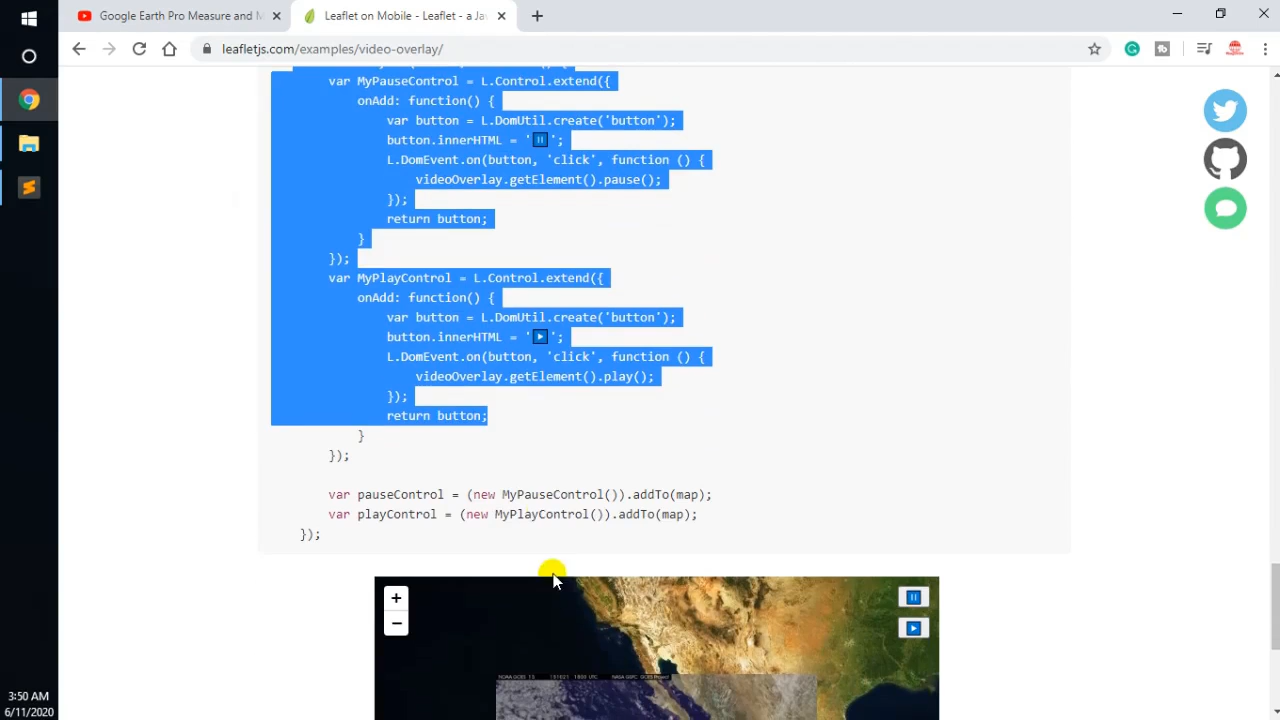 Google Earth Pro Measure and M
Leaflet on Mobile - Leaflet - a Ja
leafletjs.com/examples/video-overlay/
var MyPauseControl = L.Control.extend({
onAdd: function() {
var button = L.DomUtil.create('button');
button.innerHTML = '⏸';
L.DomEvent.on(button, 'click', function () {
videoOverlay.getElement().pause();
});
return button;
}
});
var MyPlayControl = L.Control.extend({
onAdd: function() {
var button = L.DomUtil.create('button');
button.innerHTML = '▶';
L.DomEvent.on(button, 'click', function () {
videoOverlay.getElement().play();
});
return button;
}
});
var pauseControl = (new MyPauseControl()).addTo(map);
var playControl = (new MyPlayControl()).addTo(map);
});
+
−
NASA GSFC GOES Project
3:50 AM
6/11/2020